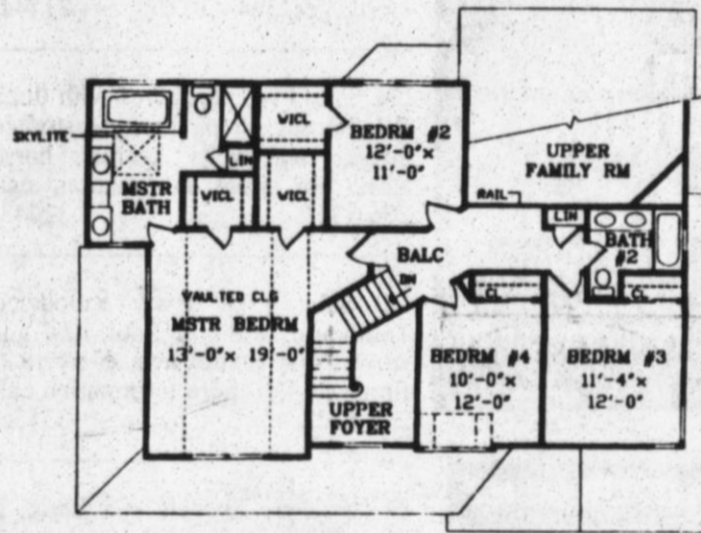 SKYLITE
MSTR
BATH
WICL
WICL
WICL
LIN
BEDRM #2
12'-0"x
11'-0"
UPPER
FAMILY RM
RAIL
LIN
BATH
#2
BALC
DN
CL
CL
VAULTED CLG
MSTR BEDRM
13'-0"x 19'-0"
UPPER
FOYER
BEDRM #4
10'-0"x
12'-0"
BEDRM #3
11'-4"x
12'-0"